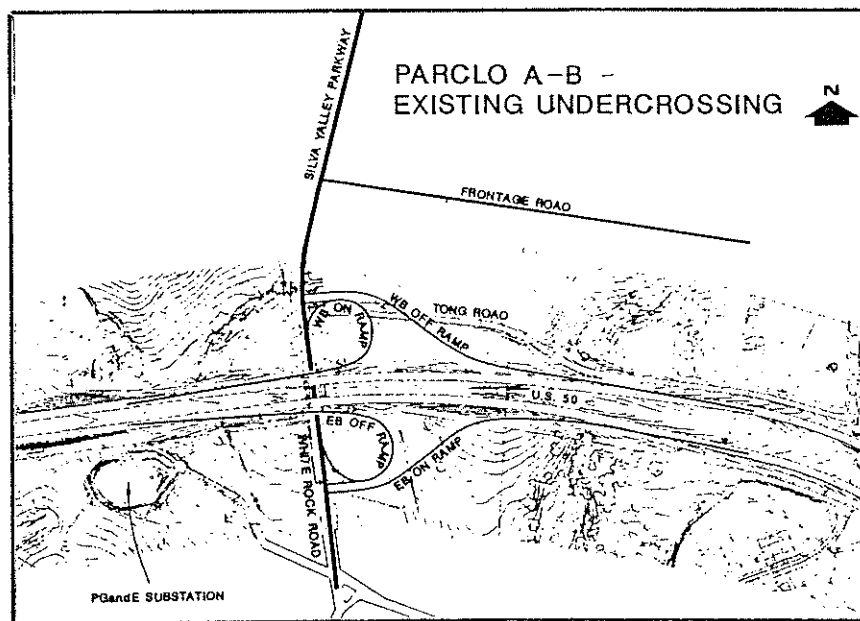 PARCLO A-B -
EXISTING UNDERCROSSING
N
SILVA VALLEY PARKWAY
FRONTAGE ROAD
WB ON RAMP
WB OFF RAMP
TONG ROAD
U.S. 50
EB OFF RAMP
EB ON RAMP
WHITE ROCK ROAD
PGandE SUBSTATION